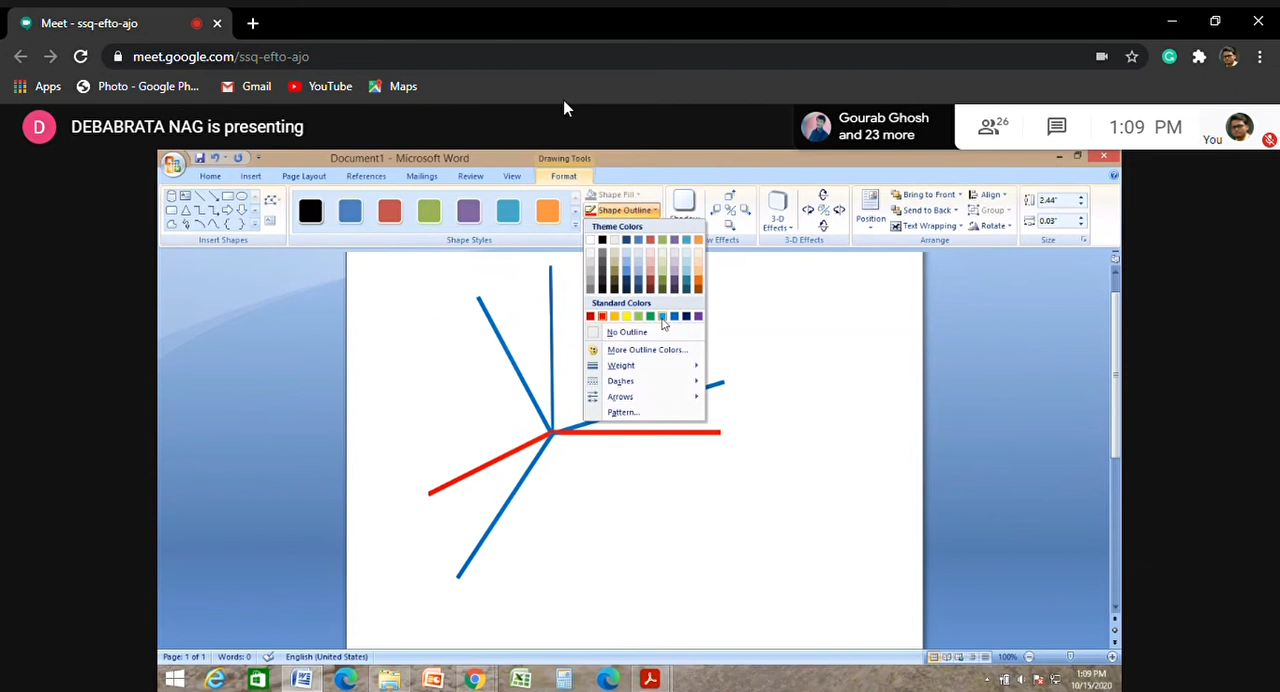 Meet - ssq-efto-ajo
meet.google.com/ssq-efto-ajo
Apps Photo - Google Ph... Gmail YouTube Maps
D DEBABRATA NAG is presenting
Gourab Ghosh
and 23 more
26
1:09 PM
You
Document1 - Microsoft Word
Drawing Tools
Home Insert Page Layout References Mailings Review View Format
Shape Fill
Shape Outline
Insert Shapes
Shape Styles
3-D
Effects
3-D Effects
Position
Bring to Front
Send to Back
Text Wrapping
Align
Group
Rotate
Arrange
2.44"
0.03"
Size
Theme Colors
Standard Colors
No Outline
More Outline Colors...
Weight
Dashes
Arrows
Pattern...
Page: 1 of 1 Words: 0 English (United States) 100%
1:09 PM
10/15/2020